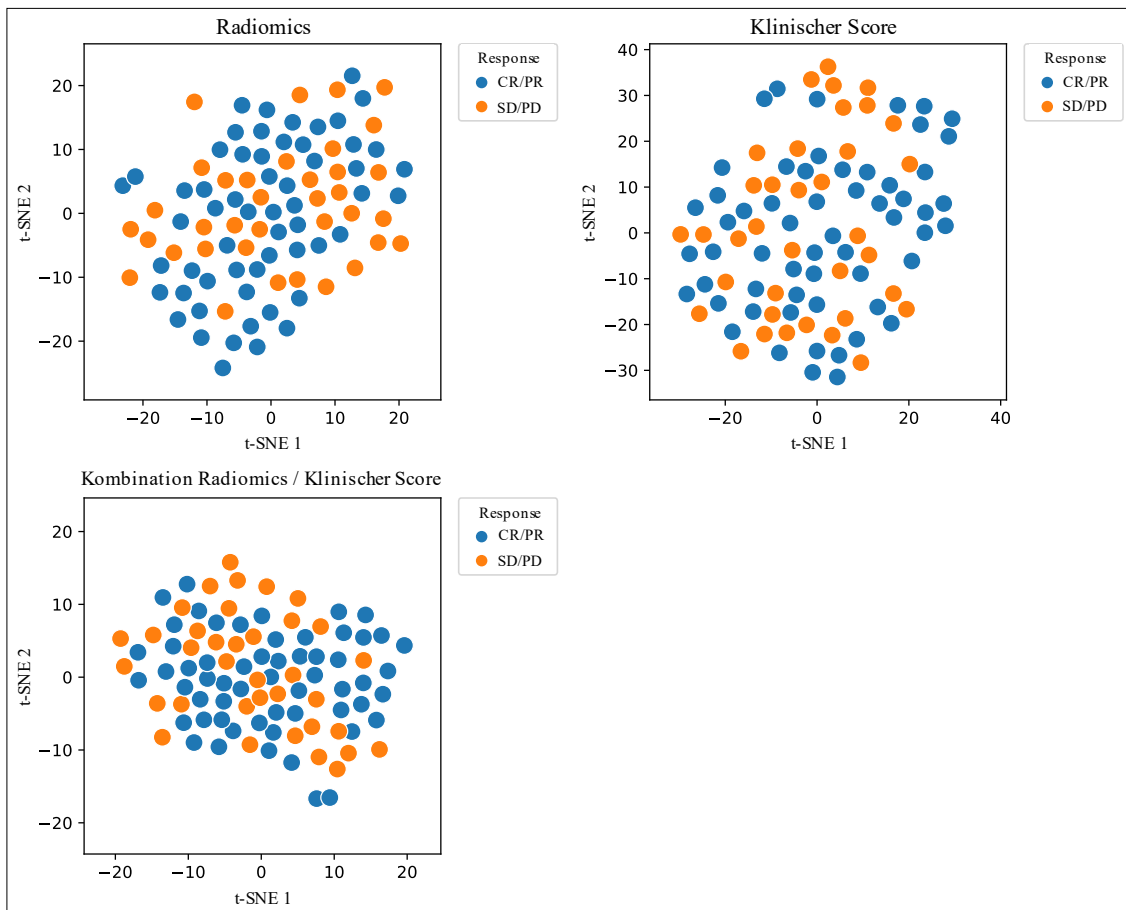 Radiomics
Response
CR/PR
SD/PD
20
10
0
−10
−20
t-SNE 2
−20
−10
0
10
20
t-SNE 1
Klinischer Score
Response
CR/PR
SD/PD
40
30
20
10
0
−10
−20
−30
t-SNE 2
−20
0
20
40
t-SNE 1
Kombination Radiomics / Klinischer Score
Response
CR/PR
SD/PD
20
10
0
−10
−20
t-SNE 2
−20
−10
0
10
20
t-SNE 1